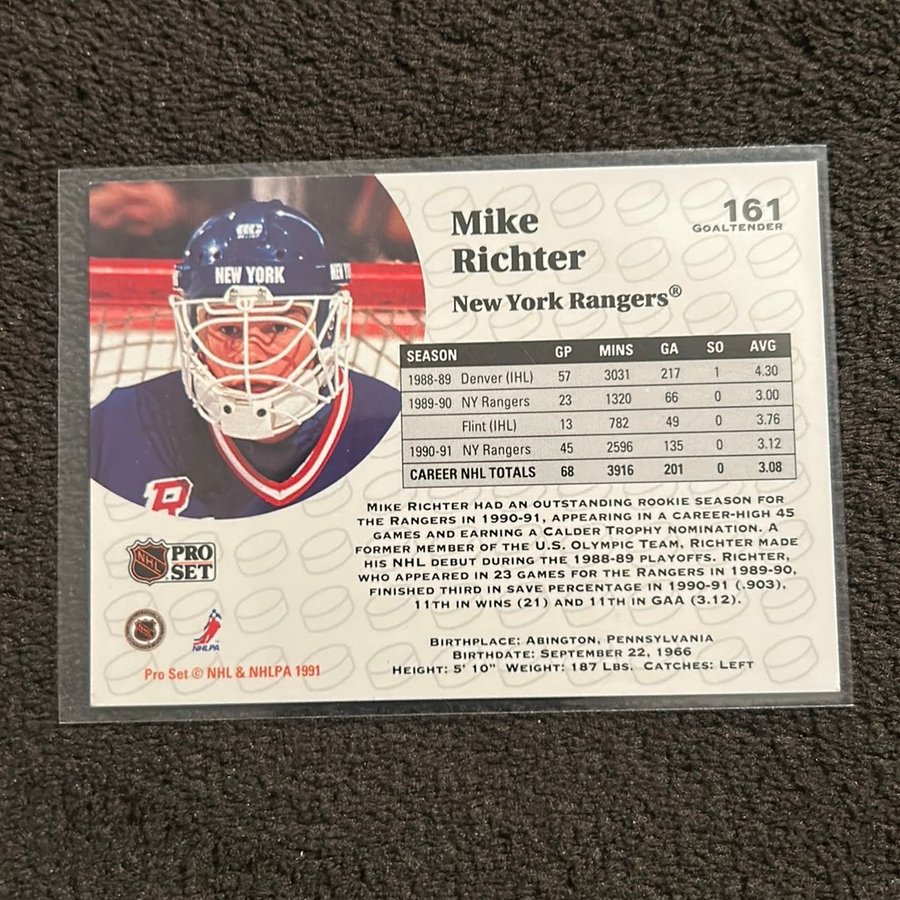 NEW YORK
NEW YO
R
Mike
Richter
New York Rangers®
161
GOALTENDER
SEASON GP MINS GA SO AVG
1988-89 Denver (IHL) 57 3031 217 1 4.30
1989-90 NY Rangers 23 1320 66 0 3.00
Flint (IHL) 13 782 49 0 3.76
1990-91 NY Rangers 45 2596 135 0 3.12
CAREER NHL TOTALS 68 3916 201 0 3.08
MIKE RICHTER HAD AN OUTSTANDING ROOKIE SEASON FOR
THE RANGERS IN 1990-91, APPEARING IN A CAREER-HIGH 45
GAMES AND EARNING A CALDER TROPHY NOMINATION. A
FORMER MEMBER OF THE U.S. OLYMPIC TEAM, RICHTER MADE
HIS NHL DEBUT DURING THE 1988-89 PLAYOFFS. RICHTER,
WHO APPEARED IN 23 GAMES FOR THE RANGERS IN 1989-90,
FINISHED THIRD IN SAVE PERCENTAGE IN 1990-91 (.903),
11TH IN WINS (21) AND 11TH IN GAA (3.12).
BIRTHPLACE: ABINGTON, PENNSYLVANIA
BIRTHDATE: SEPTEMBER 22, 1966
HEIGHT: 5' 10" WEIGHT: 187 LBS. CATCHES: LEFT
NHL PRO
SET
NHL
NHLPA
Pro Set © NHL & NHLPA 1991